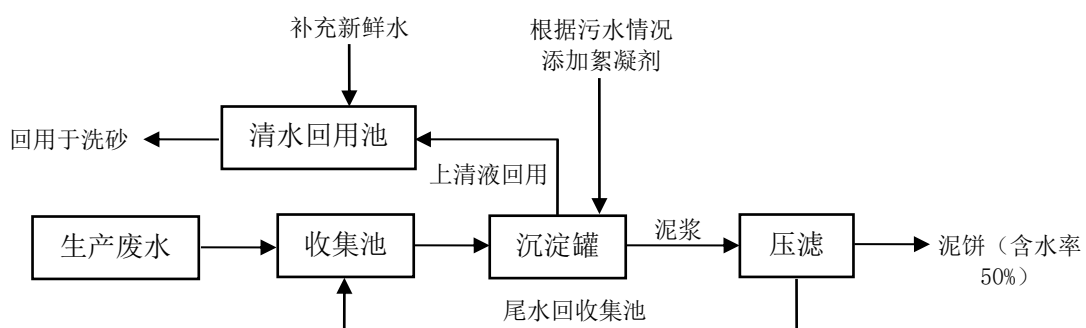 补充新鲜水
根据污水情况
添加絮凝剂
回用于洗砂
清水回用池
上清液回用
生产废水
收集池
沉淀罐
泥浆
压滤
泥饼（含水率
50%）
尾水回收集池